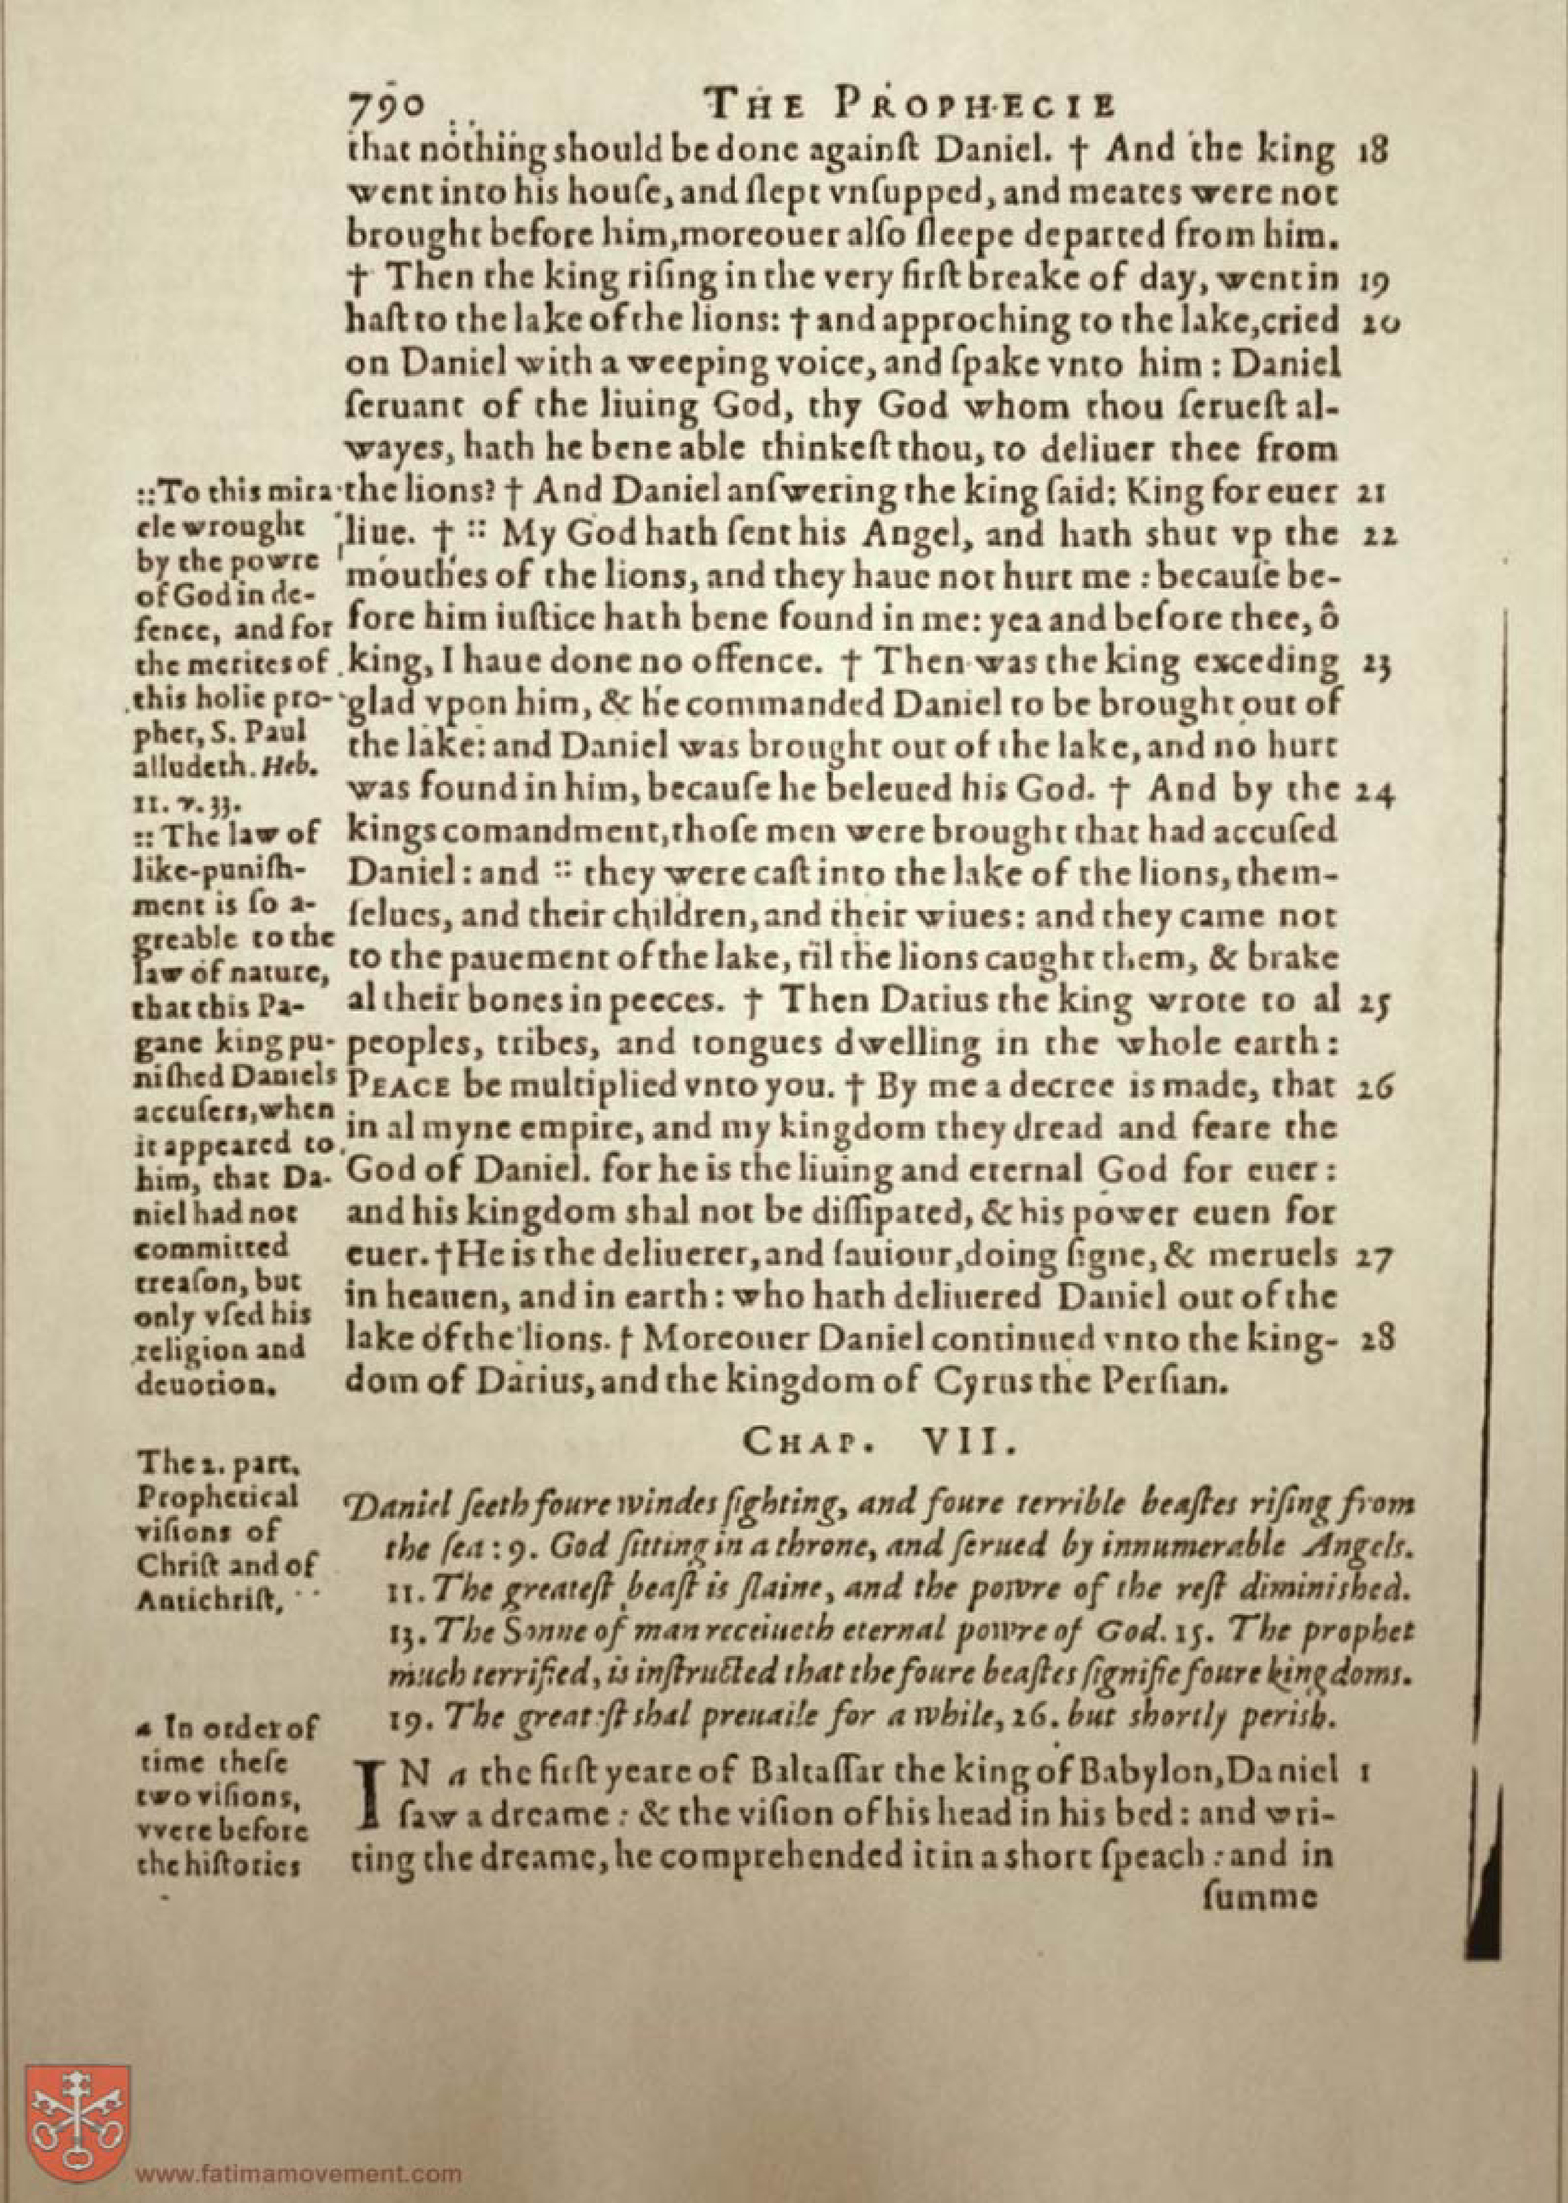 790 THE PROPHECIE
that nothing should be done againſt Daniel. † And the king 18
went into his houſe, and ſlept vnſupped, and meates were not
brought before him, moreouer alſo ſleepe departed from him.
† Then the king riſing in the very firſt breake of day, went in 19
haſt to the lake of the lions: † and approching to the lake, cried 20
on Daniel with a weeping voice, and ſpake vnto him: Daniel
ſeruant of the liuing God, thy God whom thou ſerueſt al-
wayes, hath he bene able thinkeſt thou, to deliuer thee from
the lions? † And Daniel anſwering the king ſaid: King for euer 21
liue. † :: My God hath ſent his Angel, and hath shut vp the 22
mouthes of the lions, and they haue not hurt me: becauſe be-
fore him iuſtice hath bene found in me: yea and before thee, ô
king, I haue done no offence. † Then was the king exceding 23
glad vpon him, & he commanded Daniel to be brought out of
the lake: and Daniel was brought out of the lake, and no hurt
was found in him, becauſe he beleued his God. † And by the 24
kings comandment, thoſe men were brought that had accuſed
Daniel: and :: they were caſt into the lake of the lions, them-
ſelues, and their children, and their wiues: and they came not
to the pauement of the lake, til the lions caught them, & brake
al their bones in peeces. † Then Darius the king wrote to al 25
peoples, tribes, and tongues dwelling in the whole earth:
PEACE be multiplied vnto you. † By me a decree is made, that 26
in al myne empire, and my kingdom they dread and feare the
God of Daniel. for he is the liuing and eternal God for euer:
and his kingdom shal not be diſſipated, & his power euen for
euer. † He is the deliuerer, and ſauiour, doing ſigne, & meruels 27
in heauen, and in earth: who hath deliuered Daniel out of the
lake of the lions. † Moreouer Daniel continued vnto the king- 28
dom of Darius, and the kingdom of Cyrus the Perſian.
::To this mira-
cle wrought
by the powre
of God in de-
fence, and for
the merites of
this holie pro-
phet, S. Paul
alludeth. Heb.
11. v. 33.
:: The law of
like-puniſh-
ment is ſo a-
greable to the
law of nature,
that this Pa-
gane king pu-
niſhed Daniels
accuſers, when
it appeared to
him, that Da-
niel had not
committed
treaſon, but
only vſed his
religion and
deuotion.
CHAP. VII.
The 2. part.
Prophetical
viſions of
Chriſt and of
Antichriſt,
Daniel ſeeth foure windes fighting, and foure terrible beaſtes riſing from
the ſea: 9. God ſitting in a throne, and ſerued by innumerable Angels.
11. The greateſt beaſt is ſlaine, and the powre of the reſt diminished.
13. The Sonne of man receiueth eternal powre of God. 15. The prophet
much terrified, is inſtructed that the foure beaſtes ſignifie foure kingdoms.
19. The greateſt shal preuaile for a while, 26. but shortly perish.
a In order of
time theſe
two viſions,
vvere before
the hiſtories
IN a the firſt yeare of Baltaſſar the king of Babylon, Daniel 1
ſaw a dreame: & the viſion of his head in his bed: and wri-
ting the dreame, he comprehended it in a short ſpeach: and in
ſumme
www.fatimamovement.com